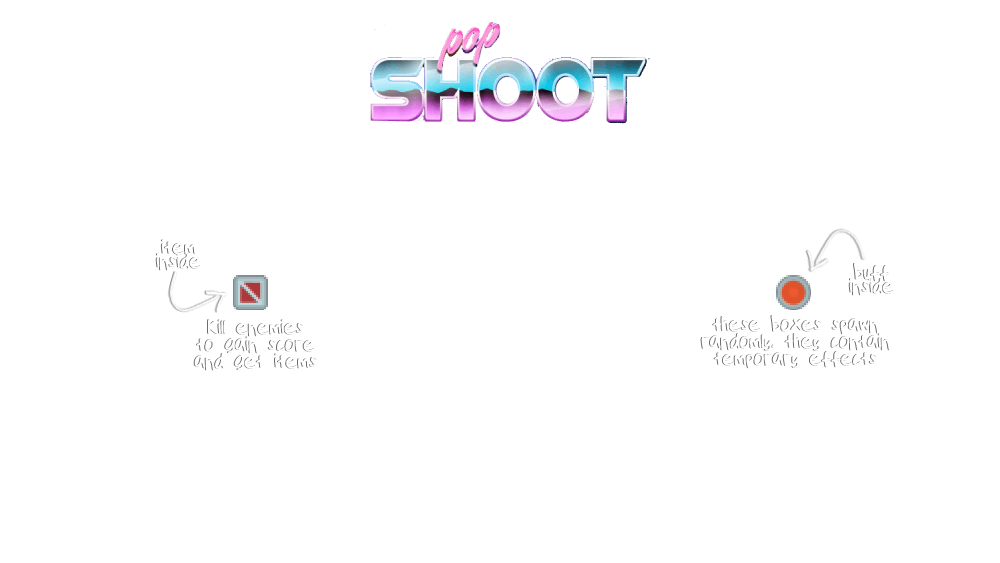 pop
SHOOT
item
inside
Kill enemies
to gain score
and get items
buff
inside
these boxes spawn
randomly, they contain
temporary effects